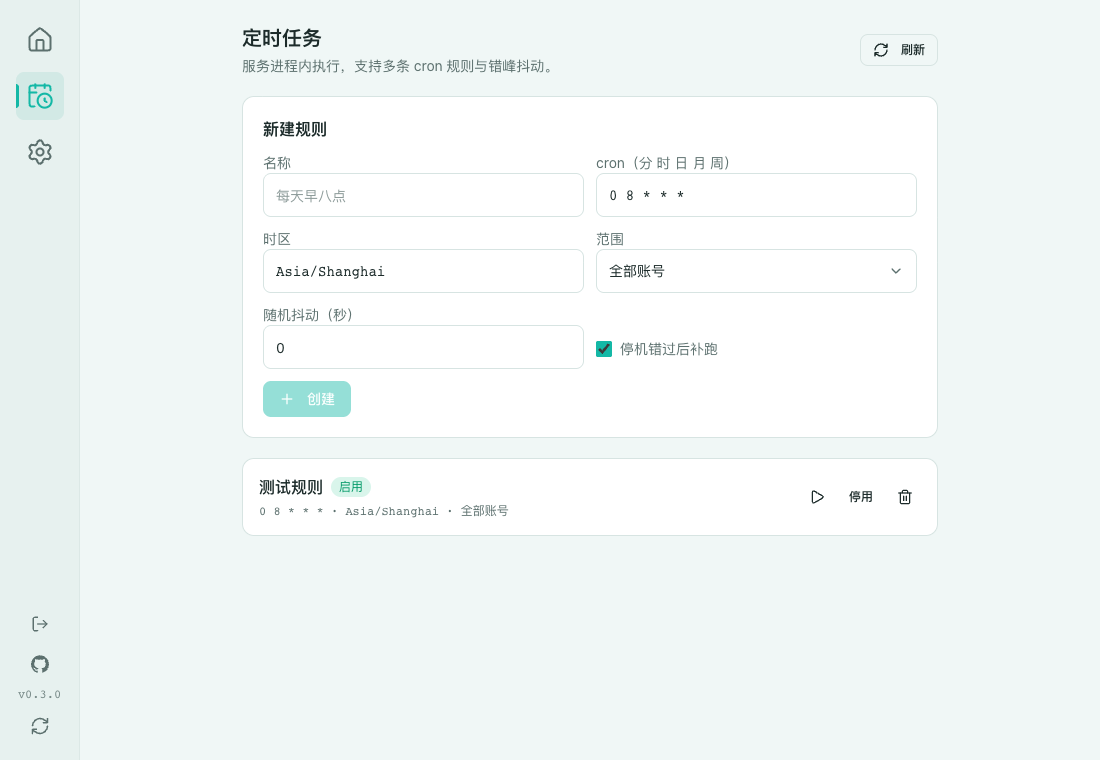 定时任务
服务进程内执行，支持多条 cron 规则与错峰抖动。
刷新
新建规则
名称
cron（分 时 日 月 周）
每天早八点
0 8 * * *
时区
范围
Asia/Shanghai
全部账号
随机抖动（秒）
0
停机错过后补跑
创建
测试规则
启用
停用
0 8 * * * · Asia/Shanghai · 全部账号
v0.3.0